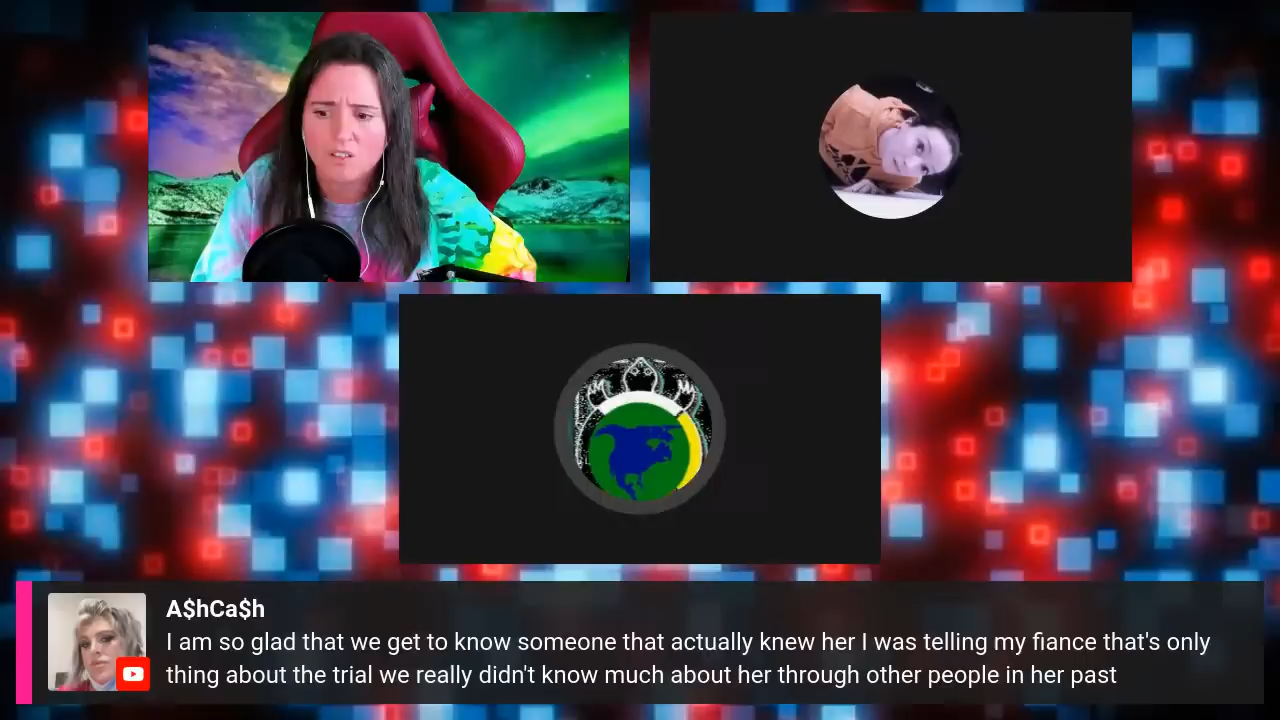 A$hCa$h
I am so glad that we get to know someone that actually knew her I was telling my fiance that's only
thing about the trial we really didn't know much about her through other people in her past